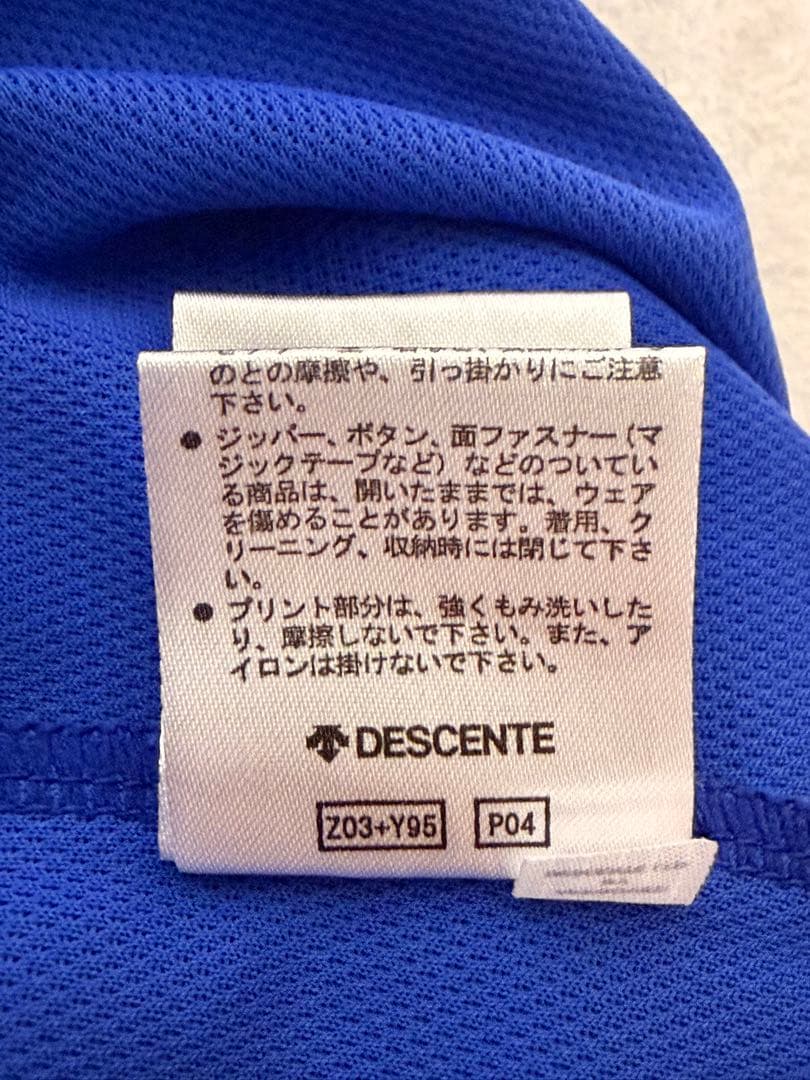 のとの摩擦や、引っ掛かりにご注意
下さい。
● ジッパー、ボタン、面ファスナー(マ
ジックテープなど)などのついてい
る商品は、開いたままでは、ウェア
を傷めることがあります。着用、ク
リーニング、収納時には閉じて下さ
い。
● プリント部分は、強くもみ洗いした
り、摩擦しないで下さい。また、ア
イロンは掛けないで下さい。
DESCENTE
Z03+Y95 P04